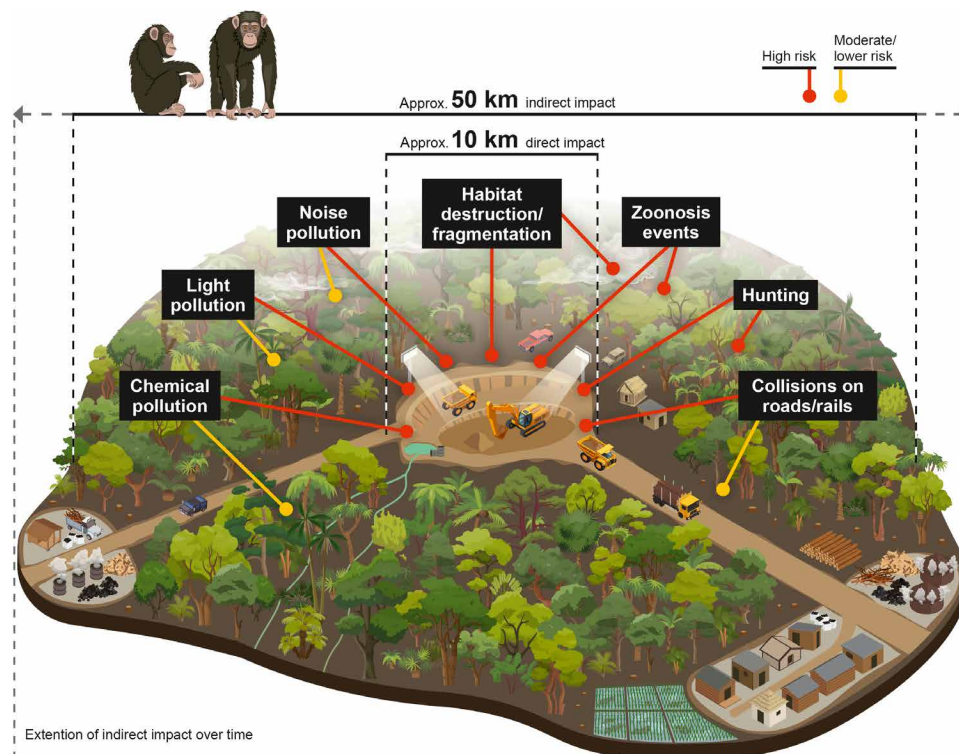 High risk
Moderate/
lower risk
Approx. 50 km indirect impact
Approx. 10 km direct impact
Habitat
destruction/
fragmentation
Noise
pollution
Zoonosis
events
Light
pollution
Hunting
Chemical
pollution
Collisions on
roads/rails
Extention of indirect impact over time